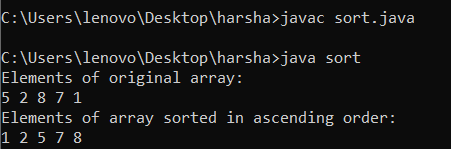 C:\Users\lenovo\Desktop\harsha>javac sort.java
C:\Users\lenovo\Desktop\harsha>java sort
Elements of original array:
5 2 8 7 1
Elements of array sorted in ascending order:
1 2 5 7 8